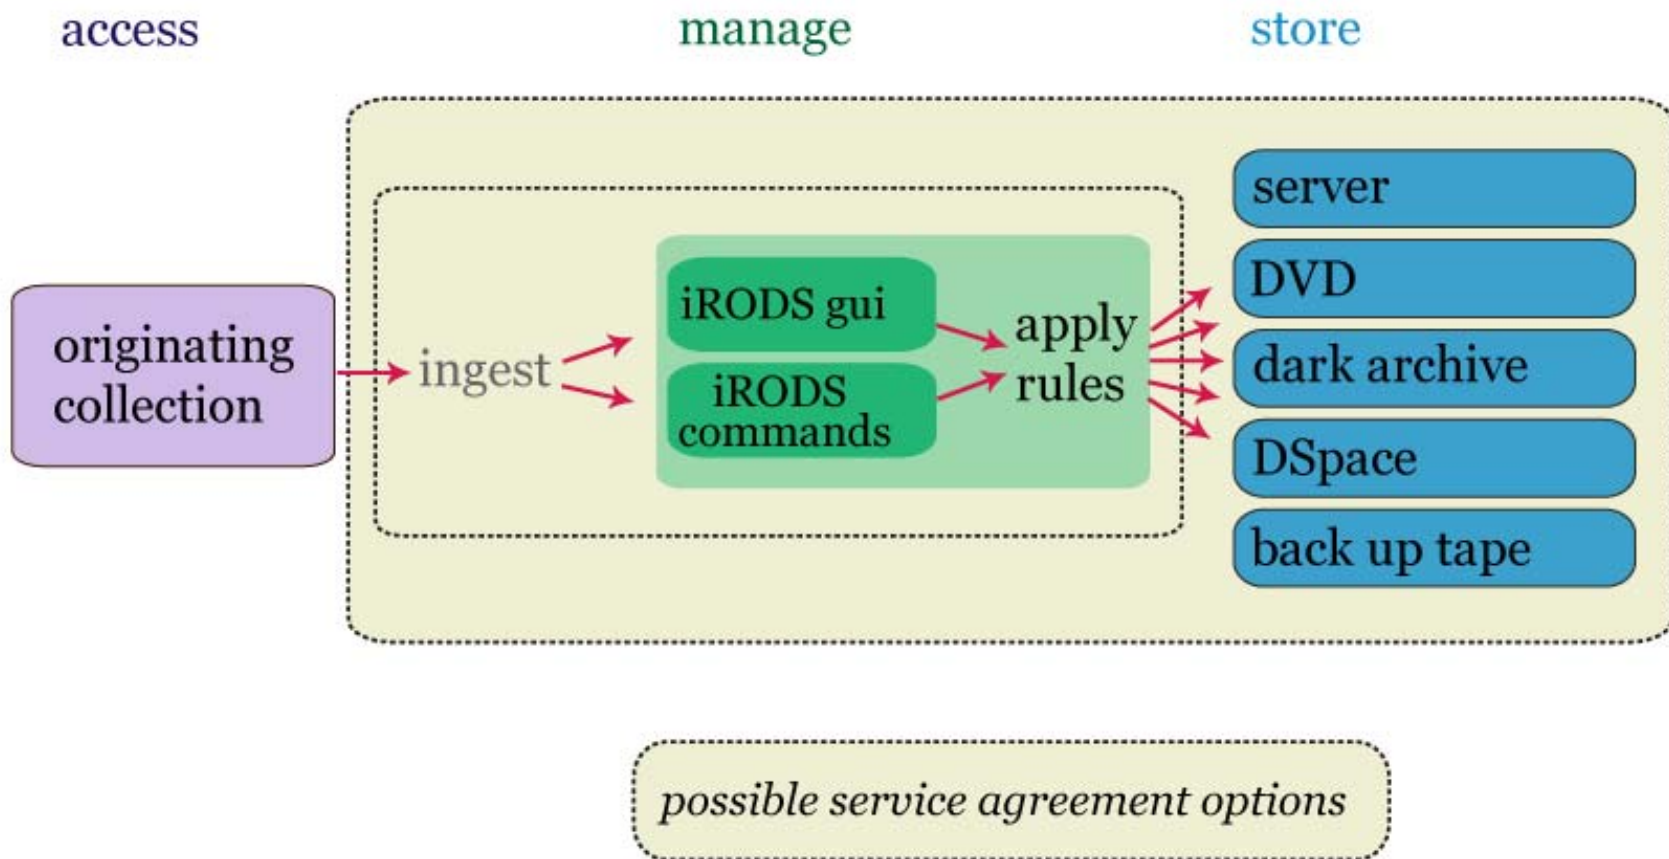 access
manage
store
originating
collection
ingest
iRODS gui
iRODS
commands
apply
rules
server
DVD
dark archive
DSpace
back up tape
possible service agreement options